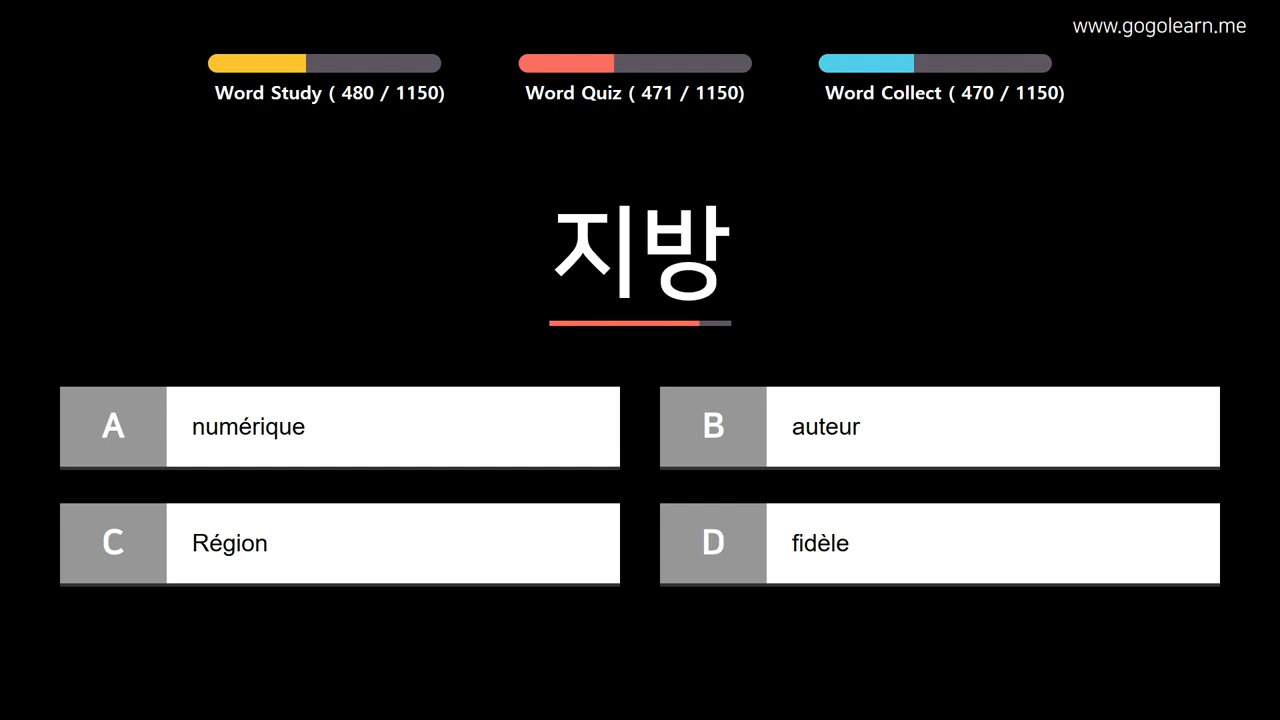 www.gogolearn.me
Word Study ( 480 / 1150)
Word Quiz ( 471 / 1150)
Word Collect ( 470 / 1150)
지방
A numérique
B auteur
C Région
D fidèle